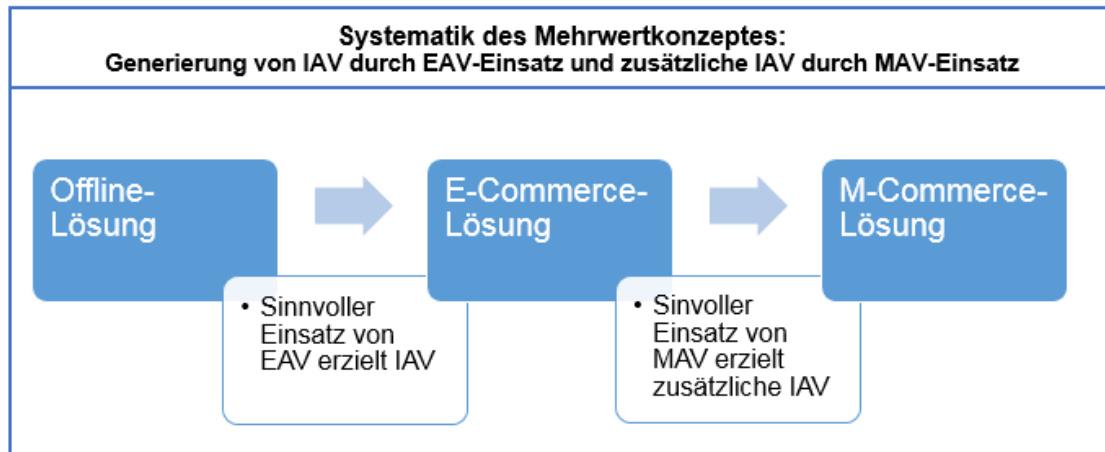 Systematik des Mehrwertkonzeptes:
Generierung von IAV durch EAV-Einsatz und zusätzliche IAV durch MAV-Einsatz
Offline-
Lösung
E-Commerce-
Lösung
M-Commerce-
Lösung
• Sinnvoller
Einsatz von
EAV erzielt IAV
• Sinvoller
Einsatz von
MAV erzielt
zusätzliche IAV